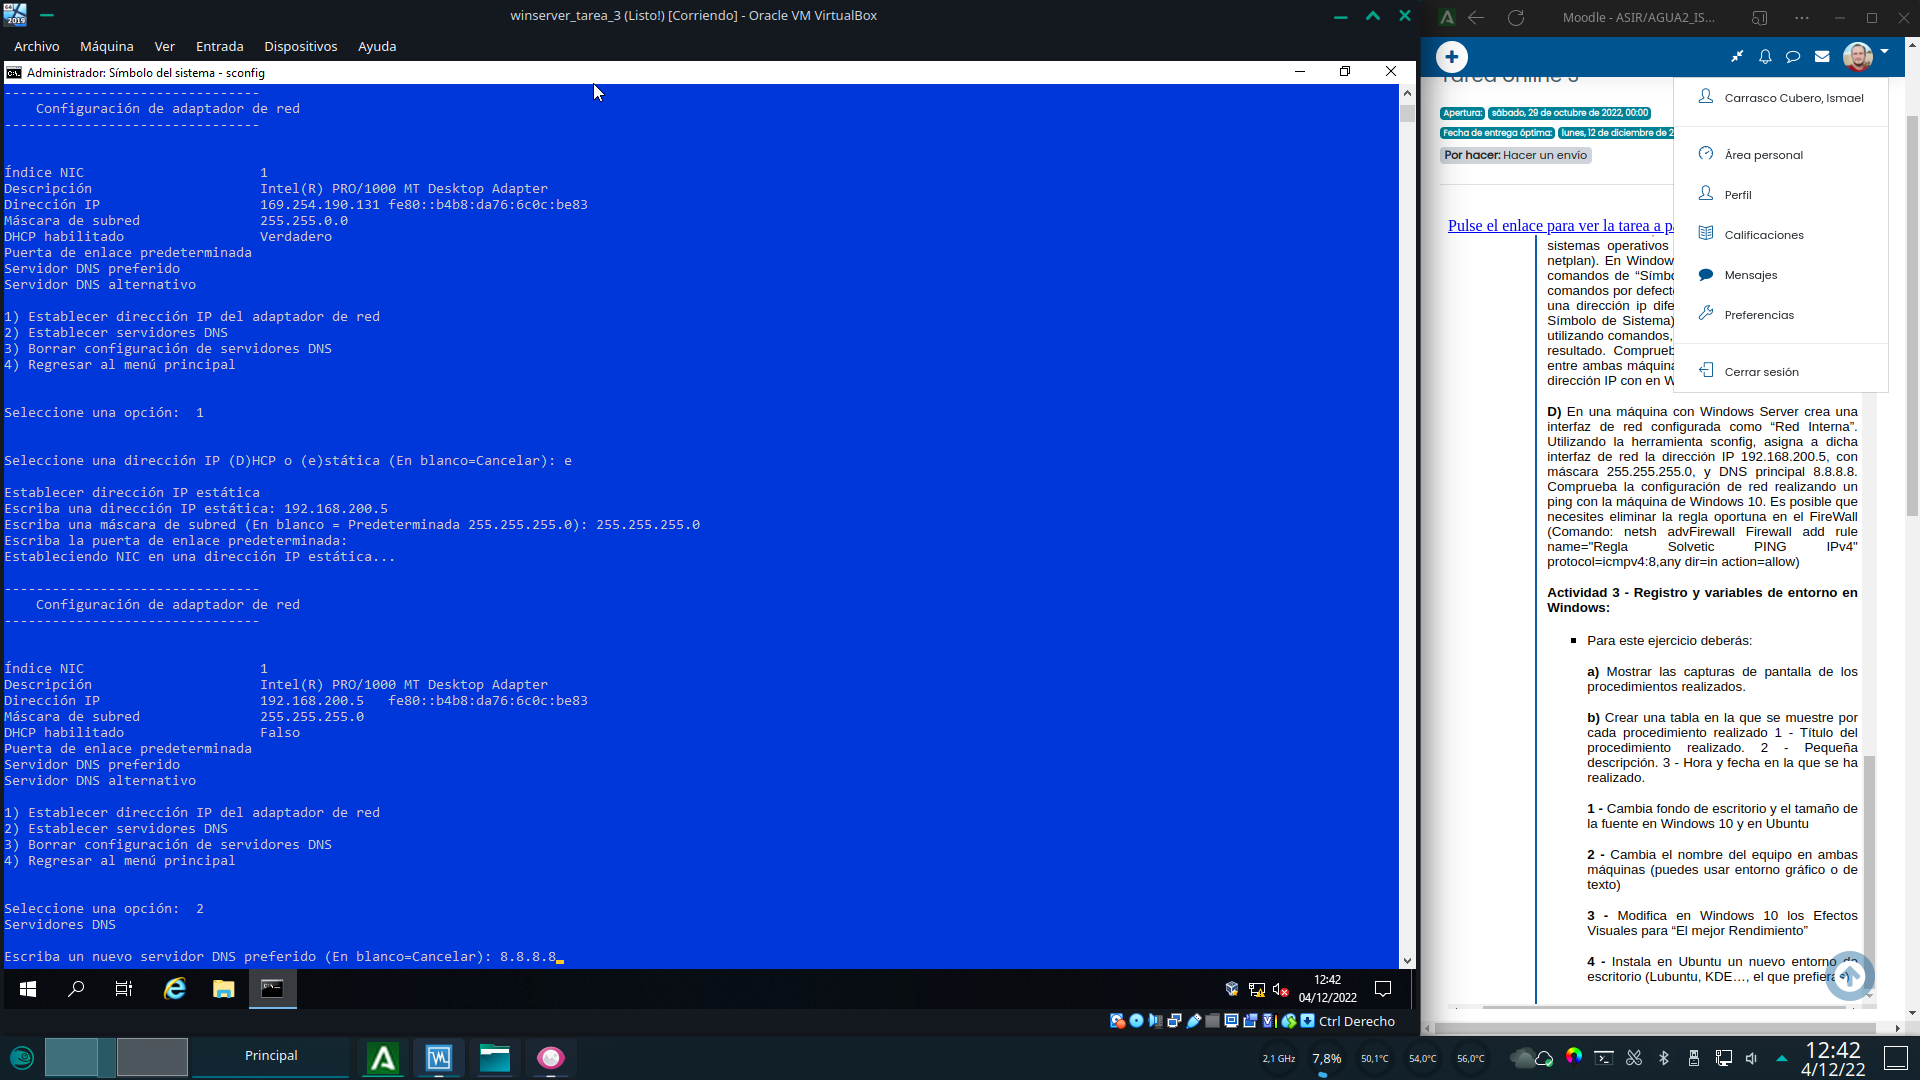 winserver_tarea_3 (Listo!) [Corriendo] - Oracle VM VirtualBox
Archivo Máquina Ver Entrada Dispositivos Ayuda
Administrador: Símbolo del sistema - sconfig
--------------------------------
Configuración de adaptador de red
--------------------------------
Índice NIC 1
Descripción Intel(R) PRO/1000 MT Desktop Adapter
Dirección IP 169.254.190.131 fe80::b4b8:da76:6c0c:be83
Máscara de subred 255.255.0.0
DHCP habilitado Verdadero
Puerta de enlace predeterminada
Servidor DNS preferido
Servidor DNS alternativo
1) Establecer dirección IP del adaptador de red
2) Establecer servidores DNS
3) Borrar configuración de servidores DNS
4) Regresar al menú principal
Seleccione una opción: 1
Seleccione una dirección IP (D)HCP o (e)stática (En blanco=Cancelar): e
Establecer dirección IP estática
Escriba una dirección IP estática: 192.168.200.5
Escriba una máscara de subred (En blanco = Predeterminada 255.255.255.0): 255.255.255.0
Escriba la puerta de enlace predeterminada:
Estableciendo NIC en una dirección IP estática...
--------------------------------
Configuración de adaptador de red
--------------------------------
Índice NIC 1
Descripción Intel(R) PRO/1000 MT Desktop Adapter
Dirección IP 192.168.200.5 fe80::b4b8:da76:6c0c:be83
Máscara de subred 255.255.255.0
DHCP habilitado Falso
Puerta de enlace predeterminada
Servidor DNS preferido
Servidor DNS alternativo
1) Establecer dirección IP del adaptador de red
2) Establecer servidores DNS
3) Borrar configuración de servidores DNS
4) Regresar al menú principal
Seleccione una opción: 2
Servidores DNS
Escriba un nuevo servidor DNS preferido (En blanco=Cancelar): 8.8.8.8_
12:42
04/12/2022
Ctrl Derecho
Moodle - ASIR/AGUA2_IS...
Tarea online 3
Apertura: sábado, 29 de octubre de 2022, 00:00
Fecha de entrega óptima: lunes, 12 de diciembre de 2
Por hacer: Hacer un envío
Carrasco Cubero, Ismael
Área personal
Perfil
Calificaciones
Mensajes
Preferencias
Cerrar sesión
Pulse el enlace para ver la tarea a p
sistemas operativos
netplan). En Window
comandos de “Símbo
comandos por defect
una dirección ip dife
Símbolo de Sistema)
utilizando comandos,
resultado. Comprueb
entre ambas máquina
dirección IP con en W
D) En una máquina con Windows Server crea una
interfaz de red configurada como “Red Interna”.
Utilizando la herramienta sconfig, asigna a dicha
interfaz de red la dirección IP 192.168.200.5, con
máscara 255.255.255.0, y DNS principal 8.8.8.8.
Comprueba la configuración de red realizando un
ping con la máquina de Windows 10. Es posible que
necesites eliminar la regla oportuna en el FireWall
(Comando: netsh advFirewall Firewall add rule
name="Regla Solvetic PING IPv4"
protocol=icmpv4:8,any dir=in action=allow)
Actividad 3 - Registro y variables de entorno en
Windows:
Para este ejercicio deberás:
a) Mostrar las capturas de pantalla de los
procedimientos realizados.
b) Crear una tabla en la que se muestre por
cada procedimiento realizado 1 - Título del
procedimiento realizado. 2 - Pequeña
descripción. 3 - Hora y fecha en la que se ha
realizado.
1 - Cambia fondo de escritorio y el tamaño de
la fuente en Windows 10 y en Ubuntu
2 - Cambia el nombre del equipo en ambas
máquinas (puedes usar entorno gráfico o de
texto)
3 - Modifica en Windows 10 los Efectos
Visuales para “El mejor Rendimiento”
4 - Instala en Ubuntu un nuevo entorno de
escritorio (Lubuntu, KDE…, el que prefieras)
Principal
2,1 GHz 7,8% 50,1°C 54,0°C 56,0°C
12:42
4/12/22